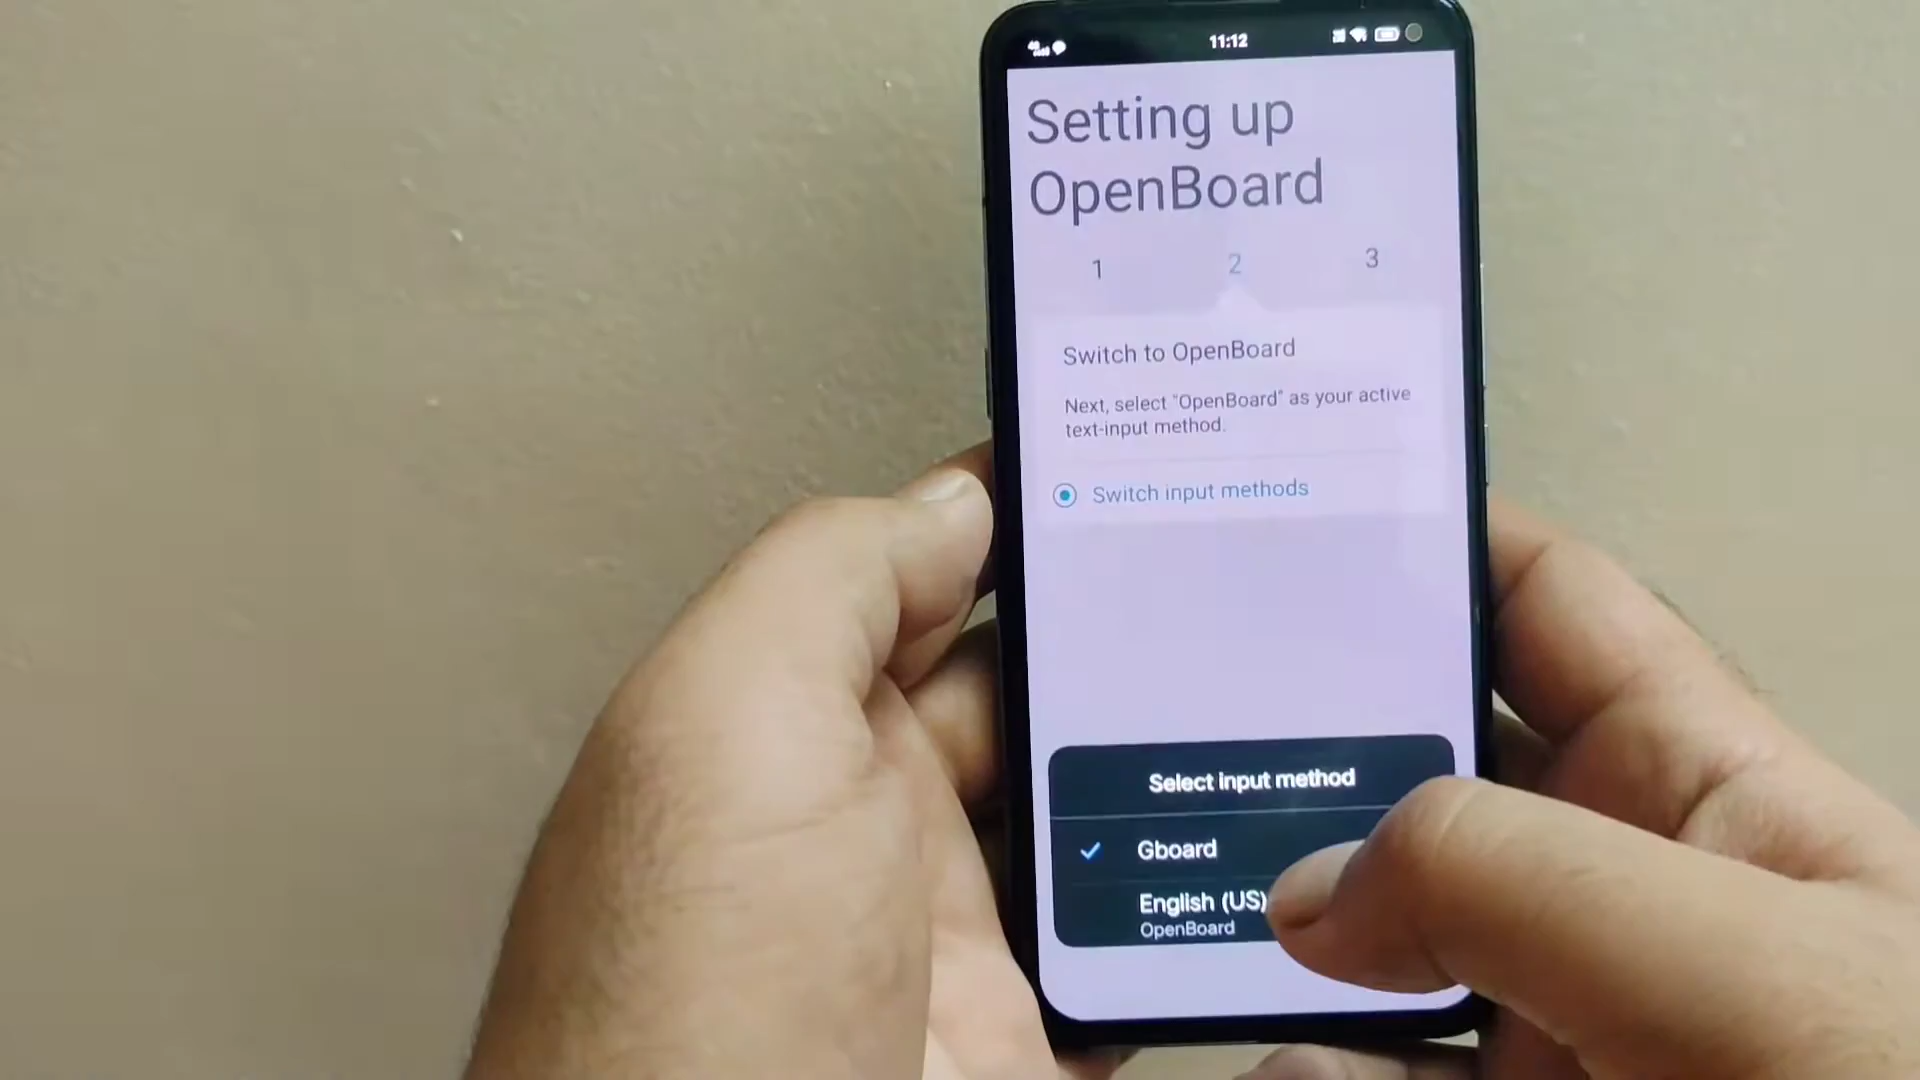 11:12
Setting up
OpenBoard
1 2 3
Switch to OpenBoard
Next, select "OpenBoard" as your active
text-input method.
Switch input methods
Select input method
Gboard
English (US)
OpenBoard